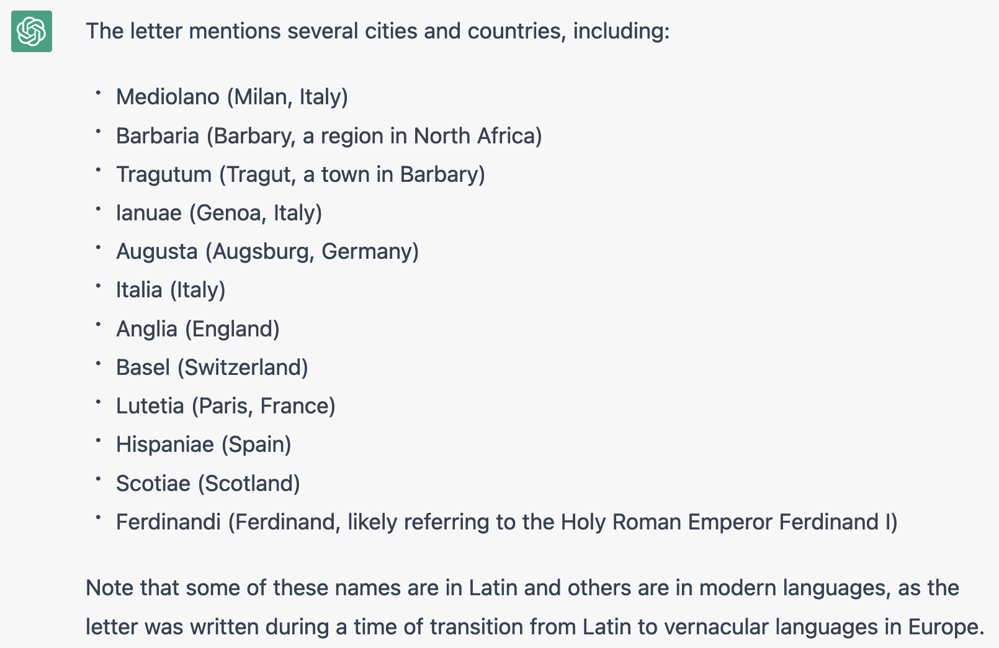 The letter mentions several cities and countries, including:
• Mediolano (Milan, Italy)
• Barbaria (Barbary, a region in North Africa)
• Tragutum (Tragut, a town in Barbary)
• Ianuae (Genoa, Italy)
• Augusta (Augsburg, Germany)
• Italia (Italy)
• Anglia (England)
• Basel (Switzerland)
• Lutetia (Paris, France)
• Hispaniae (Spain)
• Scotiae (Scotland)
• Ferdinandi (Ferdinand, likely referring to the Holy Roman Emperor Ferdinand I)
Note that some of these names are in Latin and others are in modern languages, as the
letter was written during a time of transition from Latin to vernacular languages in Europe.